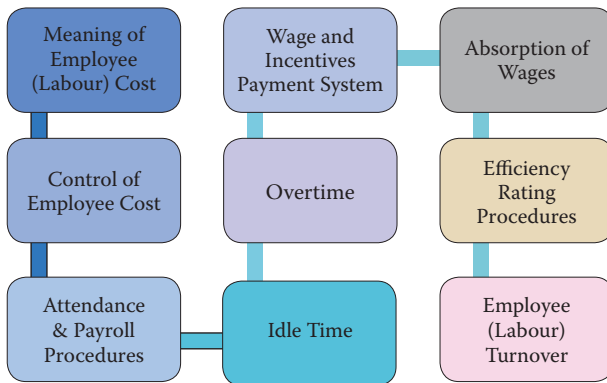 Meaning of
Employee
(Labour) Cost
Control of
Employee Cost
Attendance
& Payroll
Procedures
Idle Time
Overtime
Wage and
Incentives
Payment System
Absorption of
Wages
Efficiency
Rating
Procedures
Employee
(Labour)
Turnover